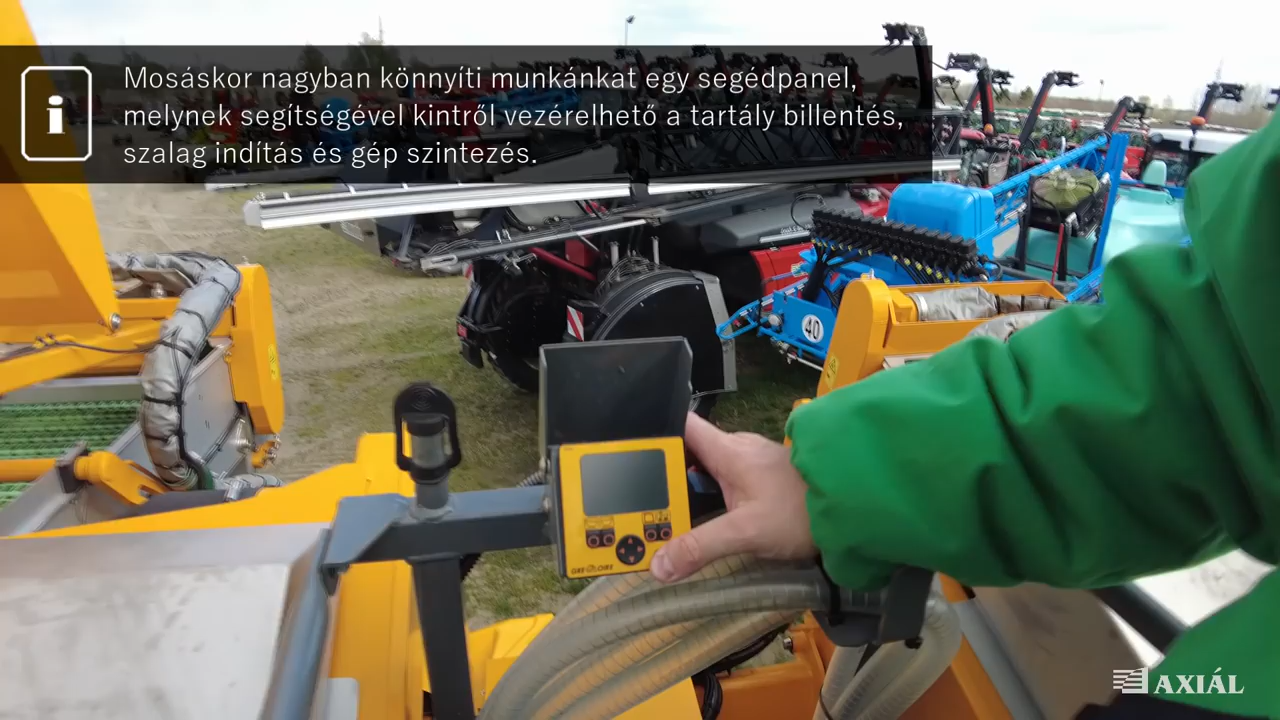 Mosáskor nagyban könnyíti munkánkat egy segédpanel,
melynek segítségével kintről vezérelhető a tartály billentés,
szalag indítás és gép szintezés.
40
GREGOIRE
AXIÁL